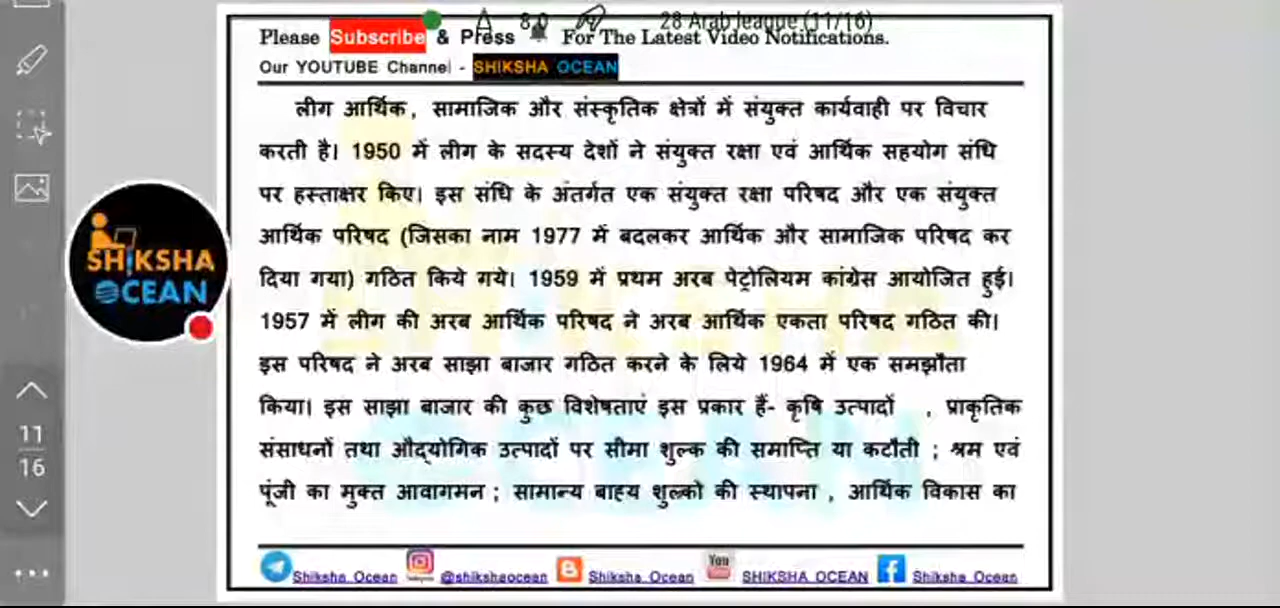 28 Arab league (11/16)
Please Subscribe & Press For The Latest Video Notifications.
Our YOUTUBE Channel - SHIKSHA OCEAN
लीग आर्थिक, सामाजिक और संस्कृतिक क्षेत्रों में संयुक्त कार्यवाही पर विचार
करती है। 1950 में लीग के सदस्य देशों ने संयुक्त रक्षा एवं आर्थिक सहयोग संधि
पर हस्ताक्षर किए। इस संधि के अंतर्गत एक संयुक्त रक्षा परिषद और एक संयुक्त
आर्थिक परिषद (जिसका नाम 1977 में बदलकर आर्थिक और सामाजिक परिषद कर
दिया गया) गठित किये गये। 1959 में प्रथम अरब पेट्रोलियम कांग्रेस आयोजित हुई।
1957 में लीग की अरब आर्थिक परिषद ने अरब आर्थिक एकता परिषद गठित की।
इस परिषद ने अरब साझा बाजार गठित करने के लिये 1964 में एक समझौता
किया। इस साझा बाजार की कुछ विशेषताएं इस प्रकार हैं- कृषि उत्पादों , प्राकृतिक
संसाधनों तथा औद्योगिक उत्पादों पर सीमा शुल्क की समाप्ति या कटौती ; श्रम एवं
पूंजी का मुक्त आवागमन ; सामान्य बाह्य शुल्को की स्थापना , आर्थिक विकास का
SHIKSHA
OCEAN
11
16
Shiksha Ocean @shikshaocean Shiksha Ocean You SHIKSHA OCEAN Shiksha Ocean